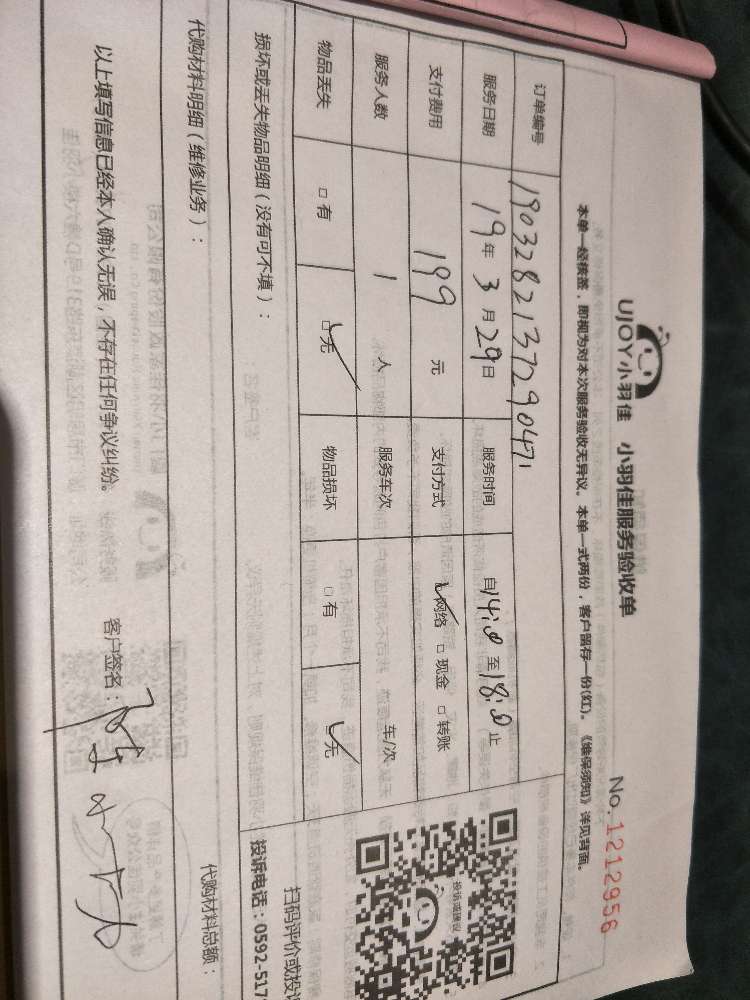 UJOY小羽佳 小羽佳服务验收单
No. 1212956
本单一经核签，即视为对本次服务验收无异议。本单一式两份，客户留存一份(红)。《维保须知》详见背面。
订单编号 190328213729047
服务日期 19年 3月 29日 服务时间 自14:0 至18:0 止
支付费用 199 元 支付方式 ☑网络 □ 现金 □ 转账
服务人数 1 人 服务车次 车/次
物品丢失 □ 有 ☑无 物品损坏 □ 有 ☑无
损坏或丢失物品明细（没有可不填）：
投诉或建议
扫码评价或投
投诉电话：0592-517
代购材料明细（维修业务）：
代购材料总额：
以上填写信息已经本人确认无误，不存在任何争议纠纷。 客户签名：